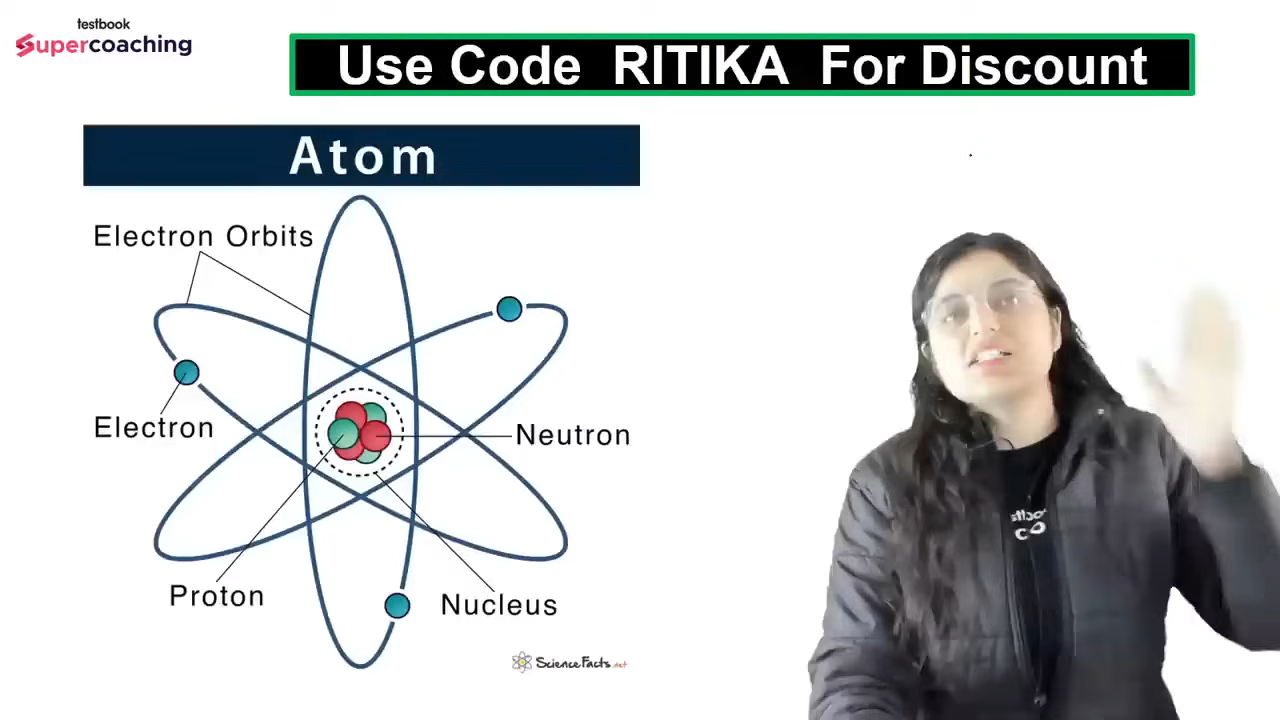 testbook
Supercoaching
Use Code RITIKA For Discount
Atom
Electron Orbits
Electron
Neutron
Proton
Nucleus
ScienceFacts.net